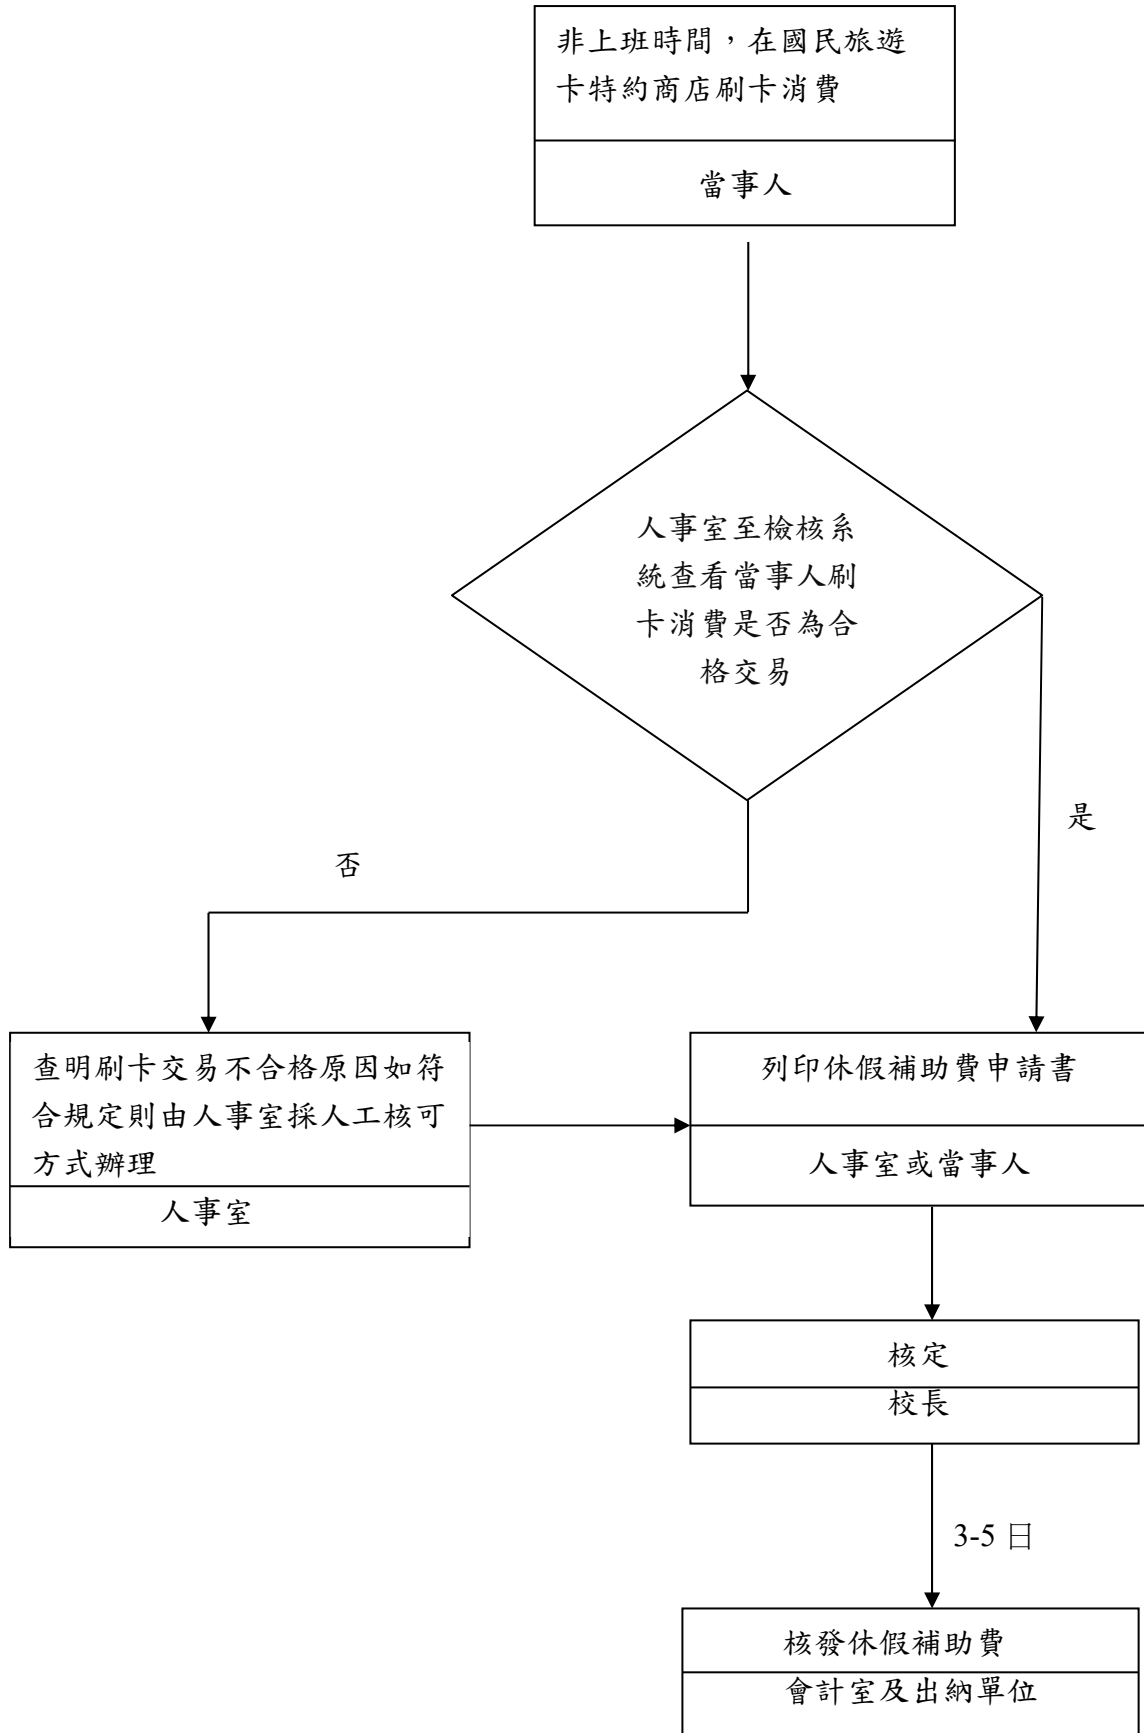 非上班時間，在國民旅遊
卡特約商店刷卡消費
當事人
人事室至檢核系
統查看當事人刷
卡消費是否為合
格交易
是
否
查明刷卡交易不合格原因如符
合規定則由人事室採人工核可
方式辦理
人事室
列印休假補助費申請書
人事室或當事人
核定
校長
3-5 日
核發休假補助費
會計室及出納單位